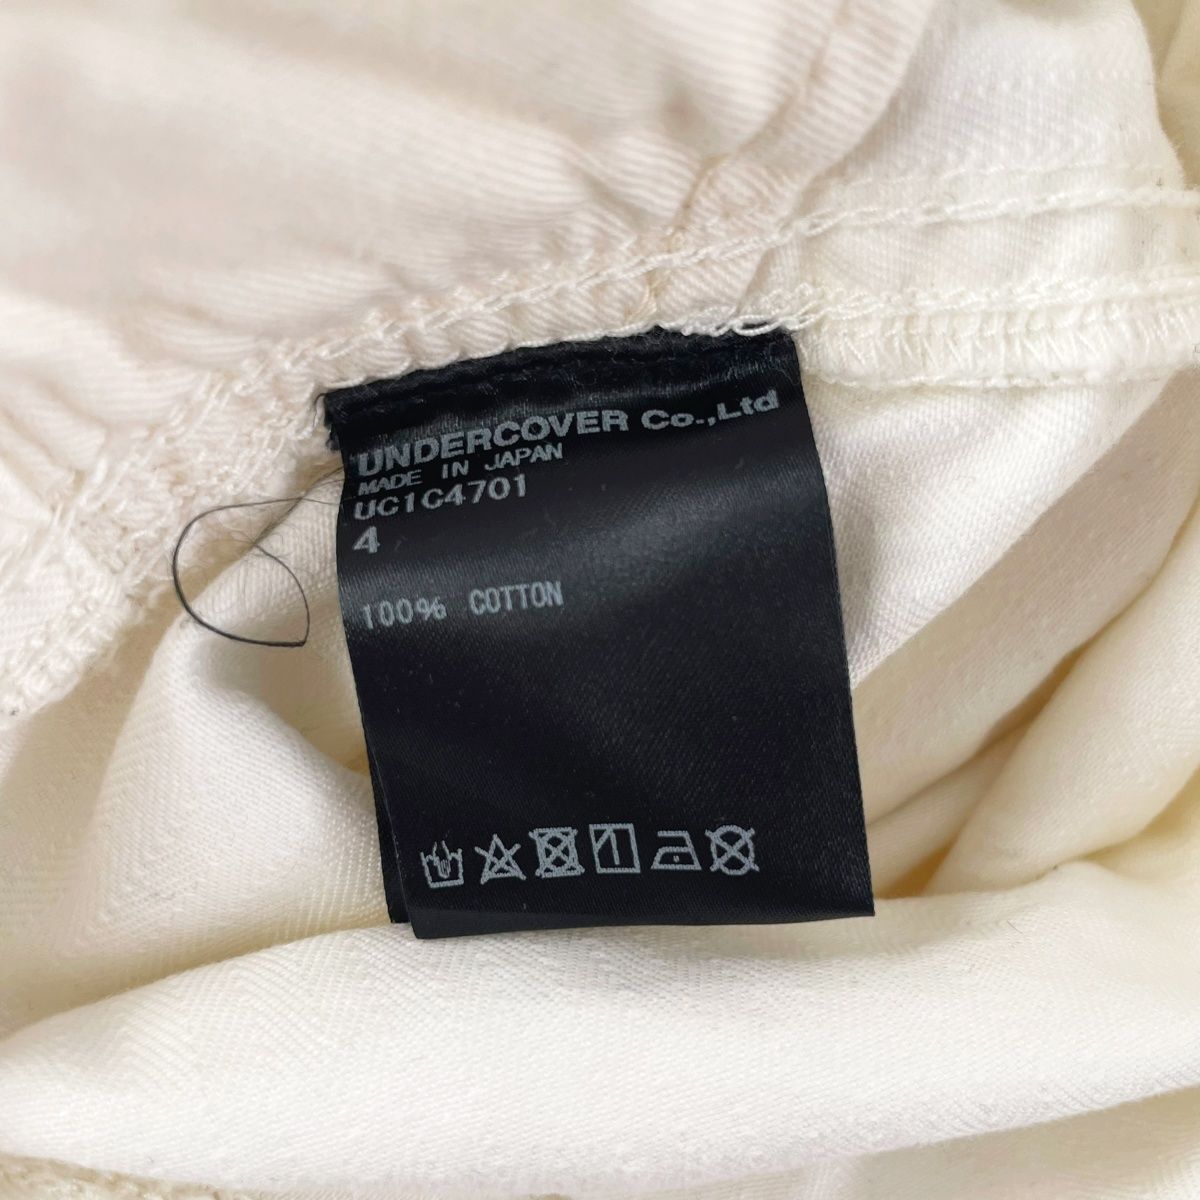 UNDERCOVER Co.,Ltd
MADE IN JAPAN
UC1C4701
4
100% COTTON